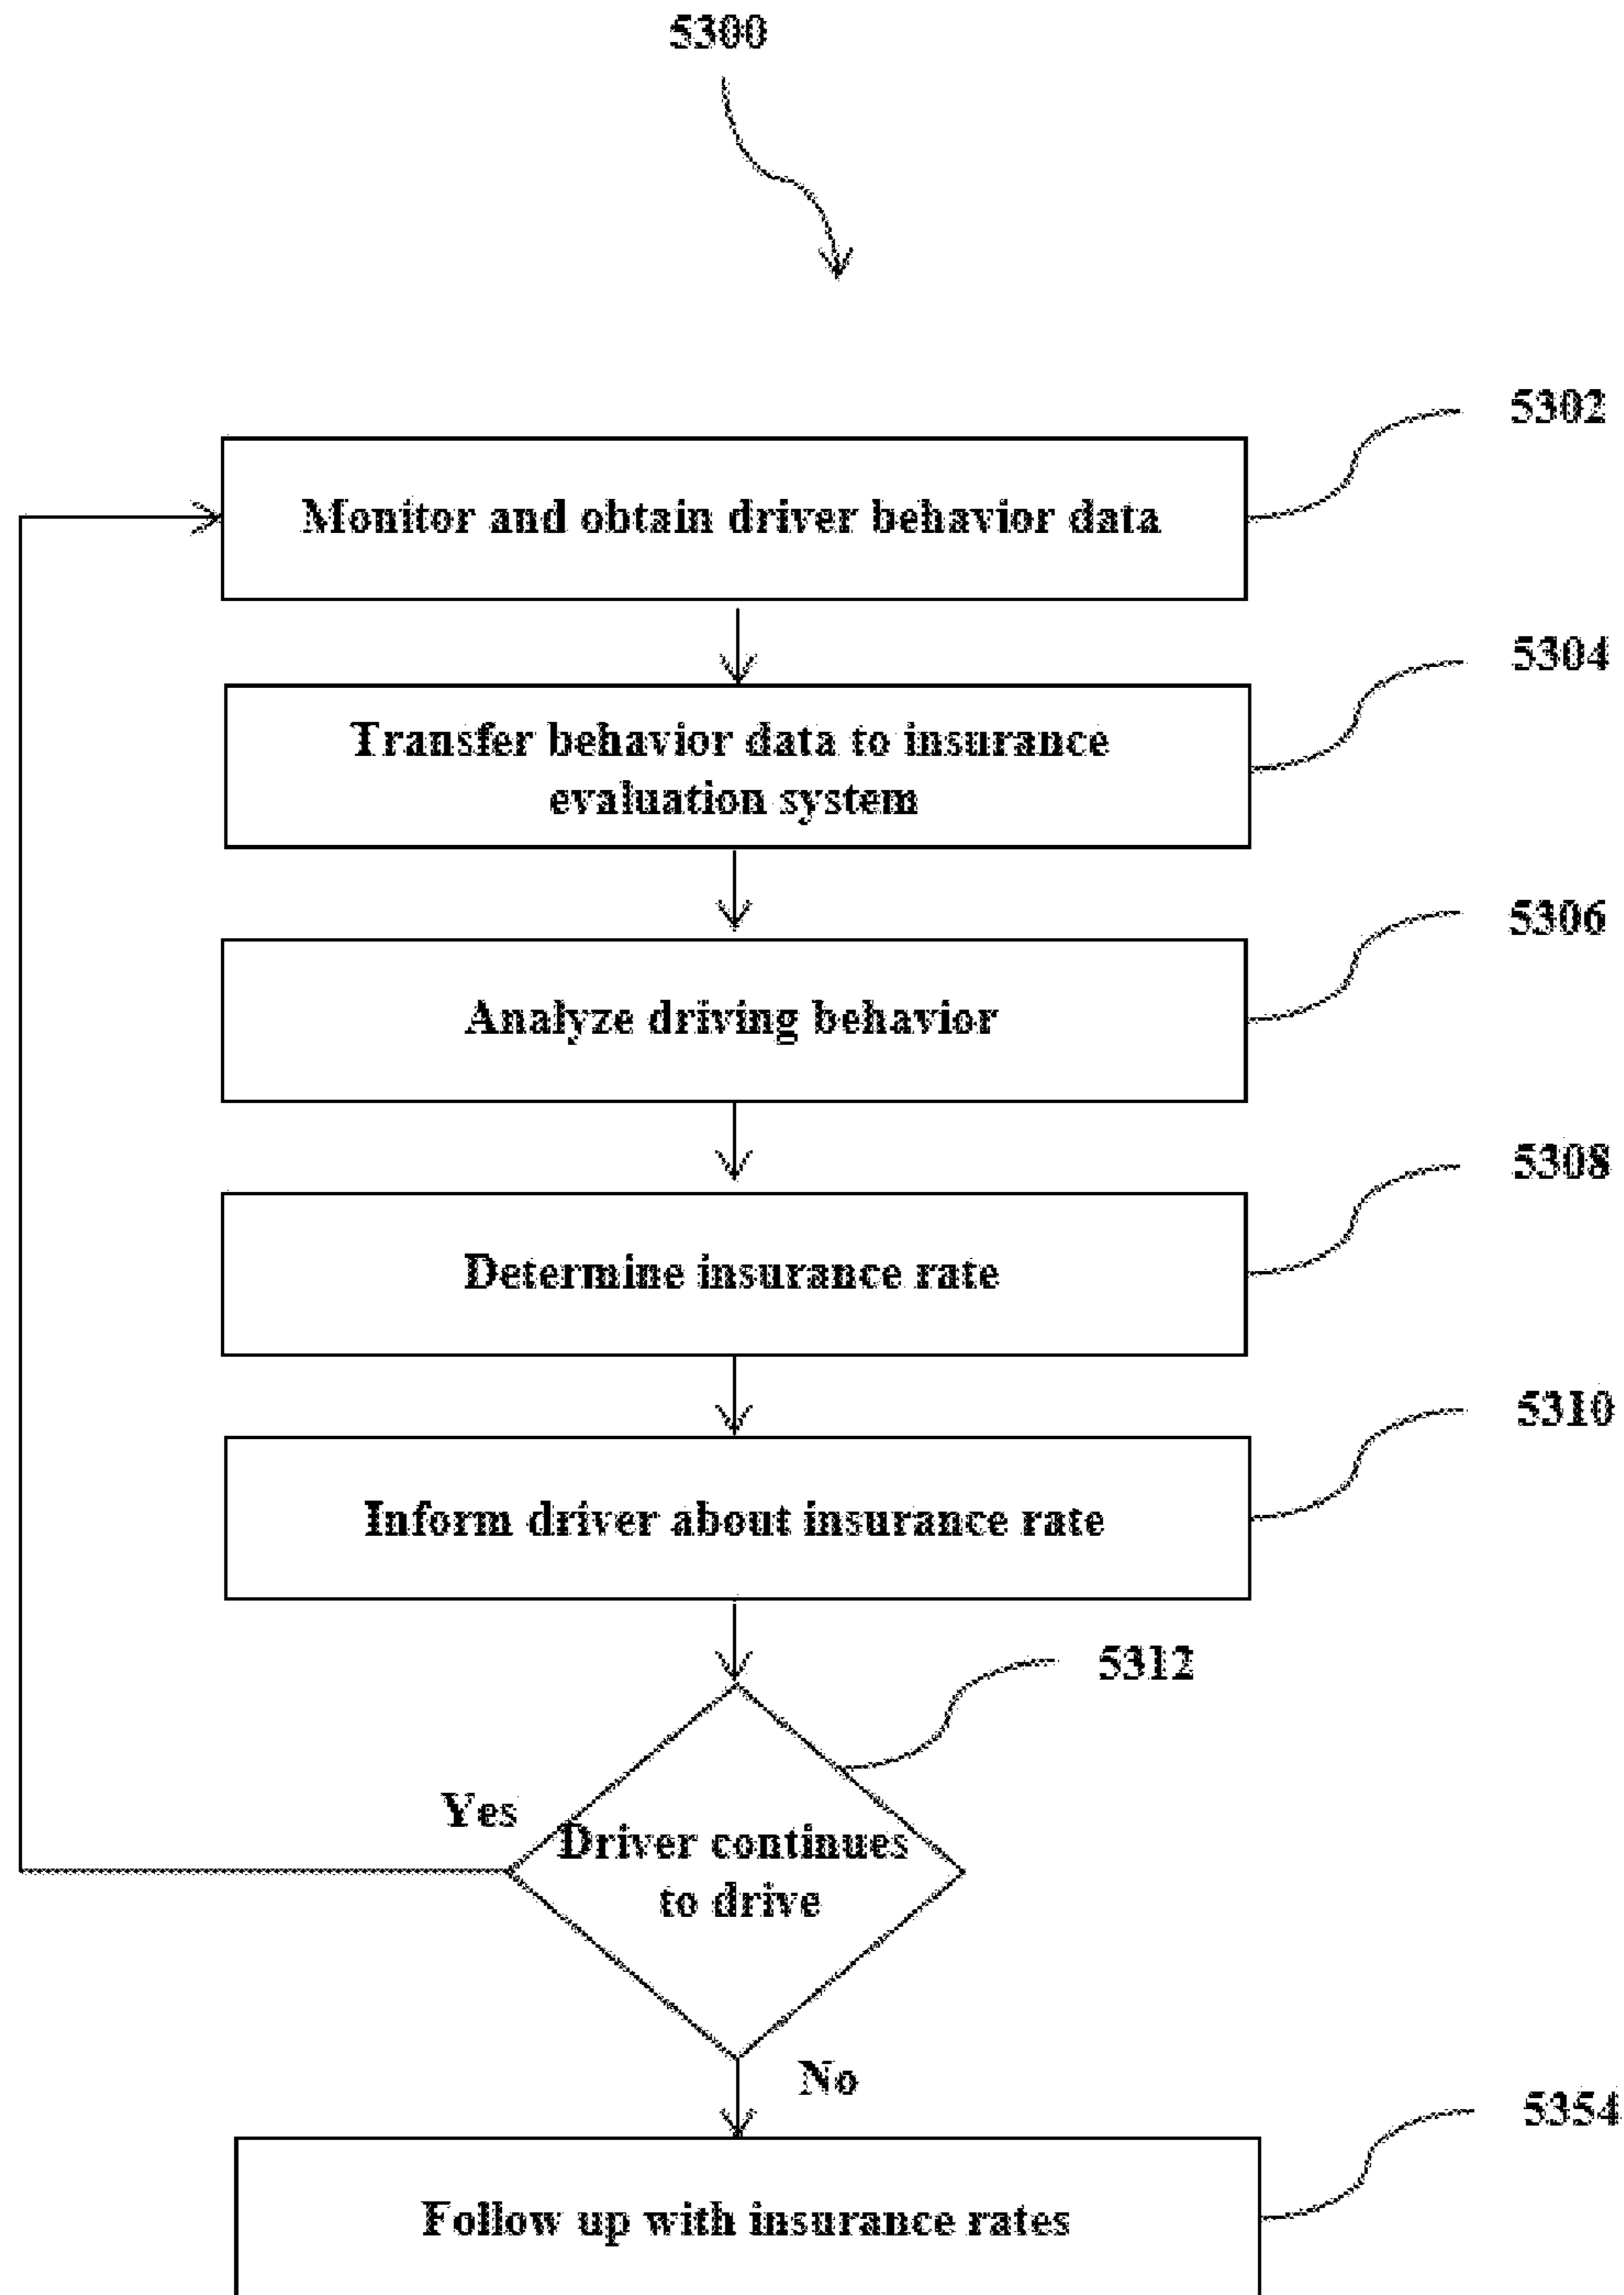 5300
5302
Monitor and obtain driver behavior data
5304
Transfer behavior data to insurance
evaluation system
5306
Analyze driving behavior
5308
Determine insurance rate
5310
Inform driver about insurance rate
5312
Yes
Driver continues
to drive
No
5354
Follow up with insurance rates